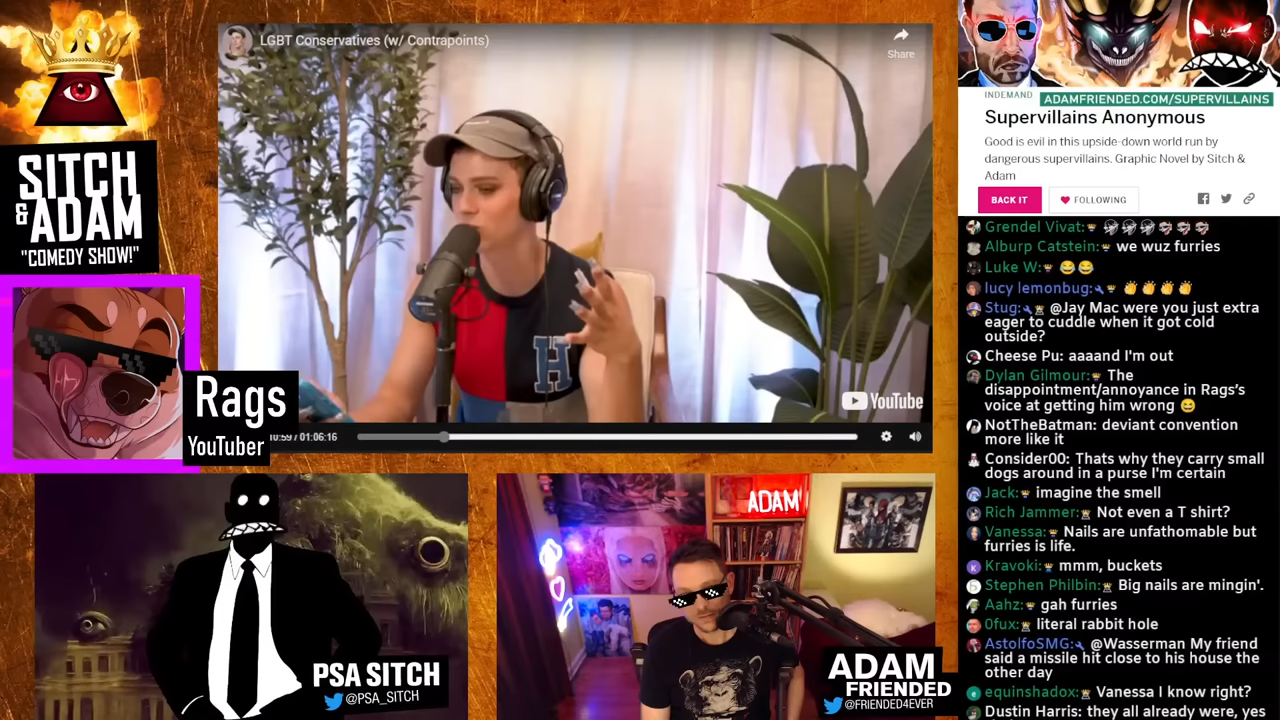 SITCH
& ADAM
"COMEDY SHOW!"
LGBT Conservatives (w/ Contrapoints)
Share
H
YouTube
10:59 / 01:06:16
Rags
YouTuber
PSA SITCH
@PSA_SITCH
ADAM
ADAM
FRIENDED
@FRIENDED4EVER
INDEMAND
ADAMFRIENDED.COM/SUPERVILLAINS
Supervillains Anonymous
Good is evil in this upside-down world run by
dangerous supervillains. Graphic Novel by Sitch &
Adam
BACK IT
FOLLOWING
Grendel Vivat:
Alburp Catstein: we wuz furries
Luke W: 😂😂
lucy lemonbug: 👏👏👏👏
Stug: @Jay Mac were you just extra
eager to cuddle when it got cold
outside?
Cheese Pu: aaaand I'm out
Dylan Gilmour: The
disappointment/annoyance in Rags's
voice at getting him wrong 😅
NotTheBatman: deviant convention
more like it
Consider00: Thats why they carry small
dogs around in a purse I'm certain
Jack: imagine the smell
Rich Jammer: Not even a T shirt?
Vanessa: Nails are unfathomable but
furries is life.
Kravoki: mmm, buckets
Stephen Philbin: Big nails are mingin'.
Aahz: gah furries
0fux: literal rabbit hole
AstolfoSMG: @Wasserman My friend
said a missile hit close to his house the
other day
equinshadox: Vanessa I know right?
Dustin Harris: they all already were, yes